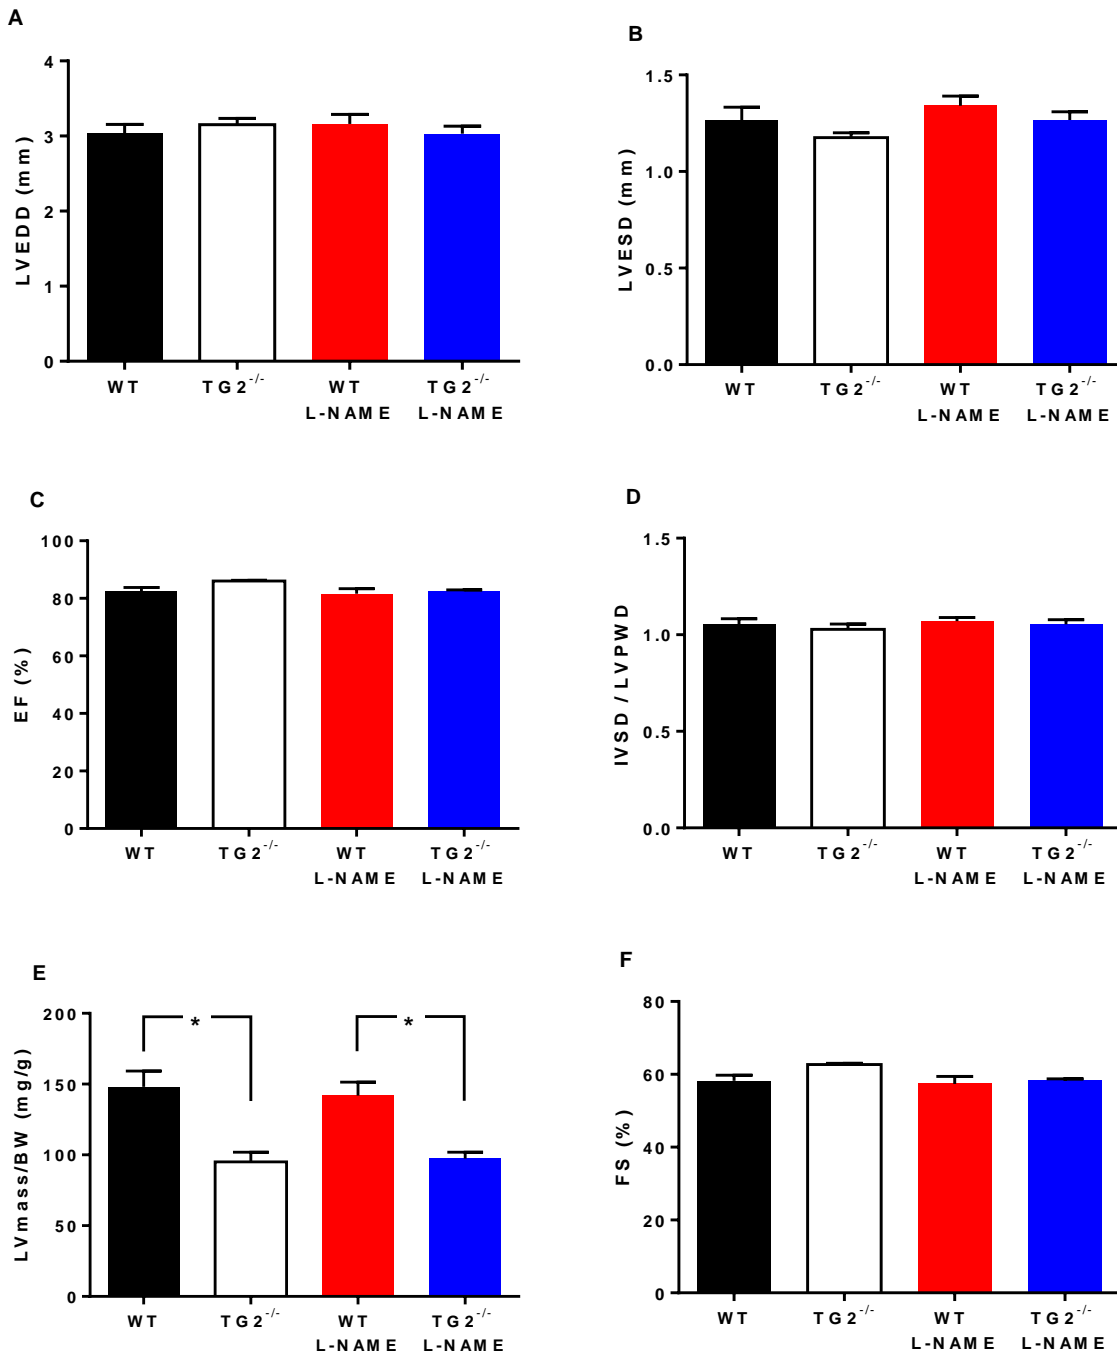 A
LVEDD (mm)
4
3
2
1
0
WT TG2-/- WT TG2-/-
L-NAME L-NAME
B
LVESD (mm)
1.5
1.0
0.5
0.0
WT TG2-/- WT TG2-/-
L-NAME L-NAME
C
EF (%)
100
80
60
40
20
0
WT TG2-/- WT TG2-/-
L-NAME L-NAME
D
IVSD / LVPWD
1.5
1.0
0.5
0.0
WT TG2-/- WT TG2-/-
L-NAME L-NAME
E
LVmass/BW (mg/g)
200
150
100
50
0
* *
WT TG2-/- WT TG2-/-
L-NAME L-NAME
F
FS (%)
80
60
40
20
0
WT TG2-/- WT TG2-/-
L-NAME L-NAME